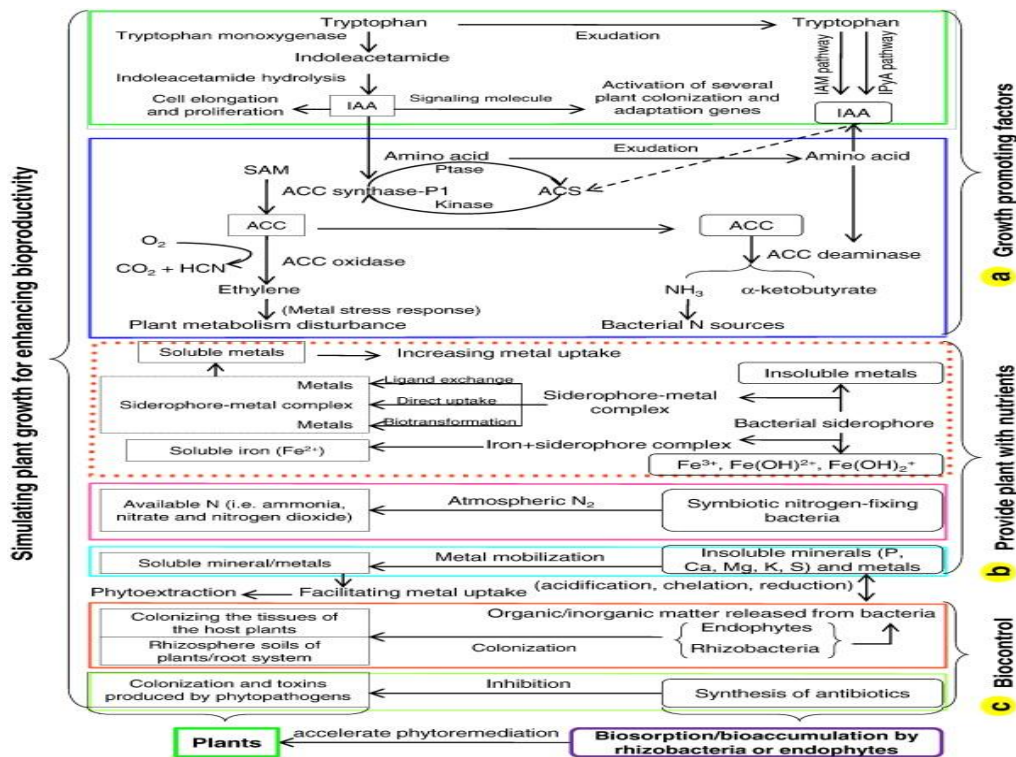 Simulating plant growth for enhancing bioproductivity
Tryptophan
Exudation
Tryptophan
Tryptophan monoxygenase
Indoleacetamide
Indoleacetamide hydrolysis
IAM pathway
IPyA pathway
Cell elongation
and proliferation
IAA
Signaling molecule
Activation of several
plant colonization and
adaptation genes
IAA
Amino acid
Exudation
Amino acid
SAM
Ptase
ACC synthase-P1
ACS
Kinase
ACC
ACC
O₂
CO₂ + HCN
ACC oxidase
ACC deaminase
Ethylene
NH₃
α-ketobutyrate
(Metal stress response)
Plant metabolism disturbance
Bacterial N sources
a Growth promoting factors
Soluble metals
Increasing metal uptake
Insoluble metals
Metals
Ligand exchange
Siderophore-metal complex
Direct uptake
Siderophore-metal
complex
Metals
Biotransformation
Bacterial siderophore
Soluble iron (Fe²⁺)
Iron+siderophore complex
Fe³⁺, Fe(OH)²⁺, Fe(OH)₂⁺
Available N (i.e. ammonia,
nitrate and nitrogen dioxide)
Atmospheric N₂
Symbiotic nitrogen-fixing
bacteria
Soluble mineral/metals
Metal mobilization
Insoluble minerals (P,
Ca, Mg, K, S) and metals
b Provide plant with nutrients
Phytoextraction
Facilitating metal uptake
(acidification, chelation, reduction)
Colonizing the tissues of
the host plants
Rhizosphere soils of
plants/root system
Colonization
Organic/inorganic matter released from bacteria
Endophytes
Rhizobacteria
Colonization and toxins
produced by phytopathogens
Inhibition
Synthesis of antibiotics
c Biocontrol
Plants
accelerate phytoremediation
Biosorption/bioaccumulation by
rhizobacteria or endophytes